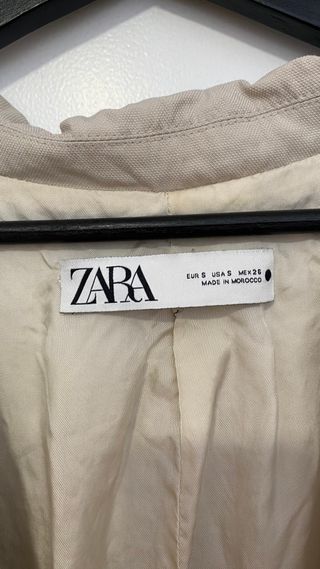 ZARA
EUR S USA S MEX 26
MADE IN MOROCCO